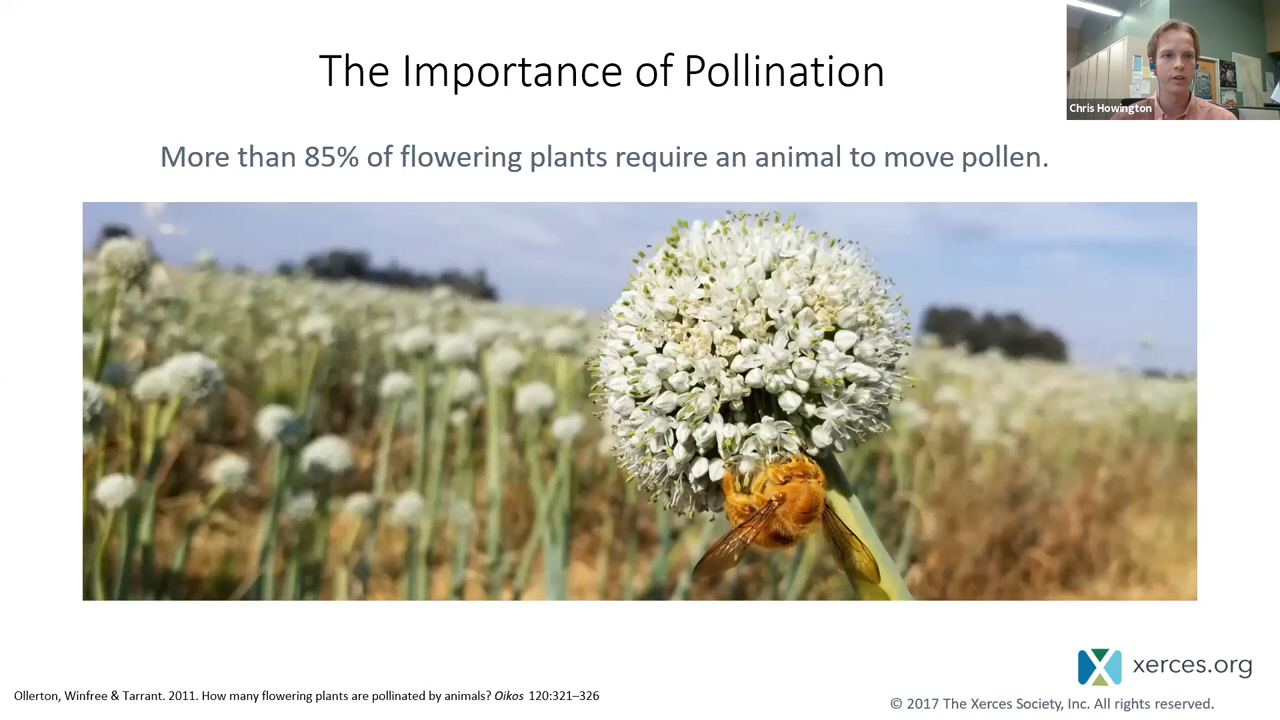 The Importance of Pollination
Chris Howington
More than 85% of flowering plants require an animal to move pollen.
xerces.org
Ollerton, Winfree & Tarrant. 2011. How many flowering plants are pollinated by animals? Oikos 120:321–326
© 2017 The Xerces Society, Inc. All rights reserved.